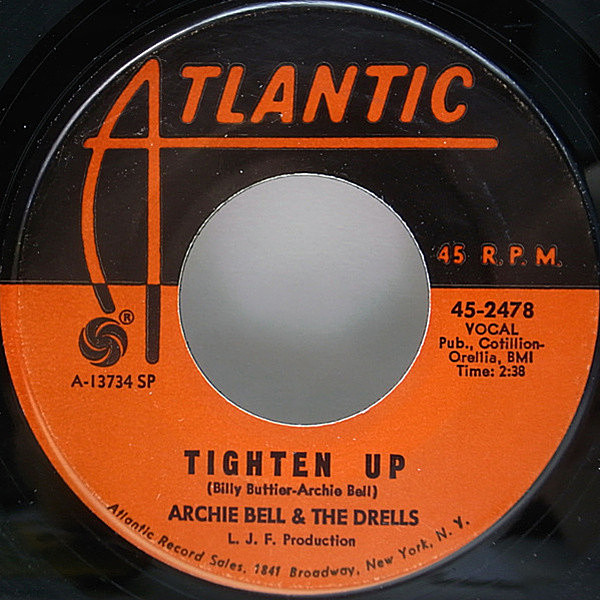 ATLANTIC
45 R.P.M.
®
A-13734 SP
45-2478
VOCAL
Pub., Cotillion-
Orellia, BMI
Time: 2:38
TIGHTEN UP
(Billy Buttier-Archie Bell)
ARCHIE BELL & THE DRELLS
L. J. F. Production
Atlantic Record Sales, 1841 Broadway, New York, N. Y.